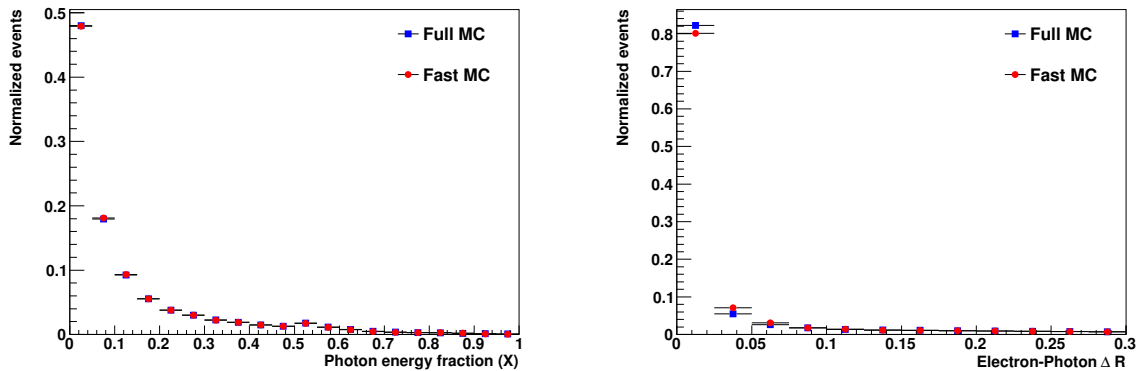 Normalized events
0.5
0.4
0.3
0.2
0.1
0
Full MC
Fast MC
0 0.1 0.2 0.3 0.4 0.5 0.6 0.7 0.8 0.9 1
Photon energy fraction (X)
Normalized events
0.8
0.7
0.6
0.5
0.4
0.3
0.2
0.1
0
Full MC
Fast MC
0 0.05 0.1 0.15 0.2 0.25 0.3
Electron-Photon Δ R